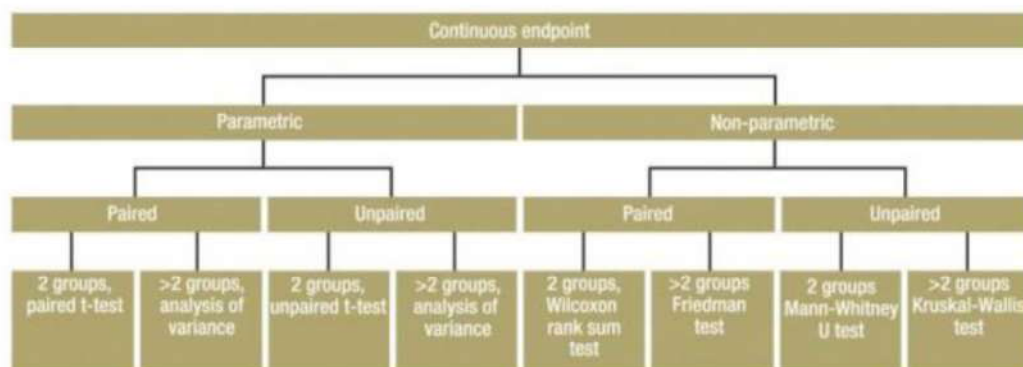 Continuous endpoint
Parametric
Non-parametric
Paired
Unpaired
Paired
Unpaired
2 groups,
paired t-test
>2 groups,
analysis of
variance
2 groups,
unpaired t-test
>2 groups,
analysis of
variance
2 groups,
Wilcoxon
rank sum
test
>2 groups
Friedman
test
2 groups
Mann-Whitney
U test
>2 groups
Kruskal-Wallis
test